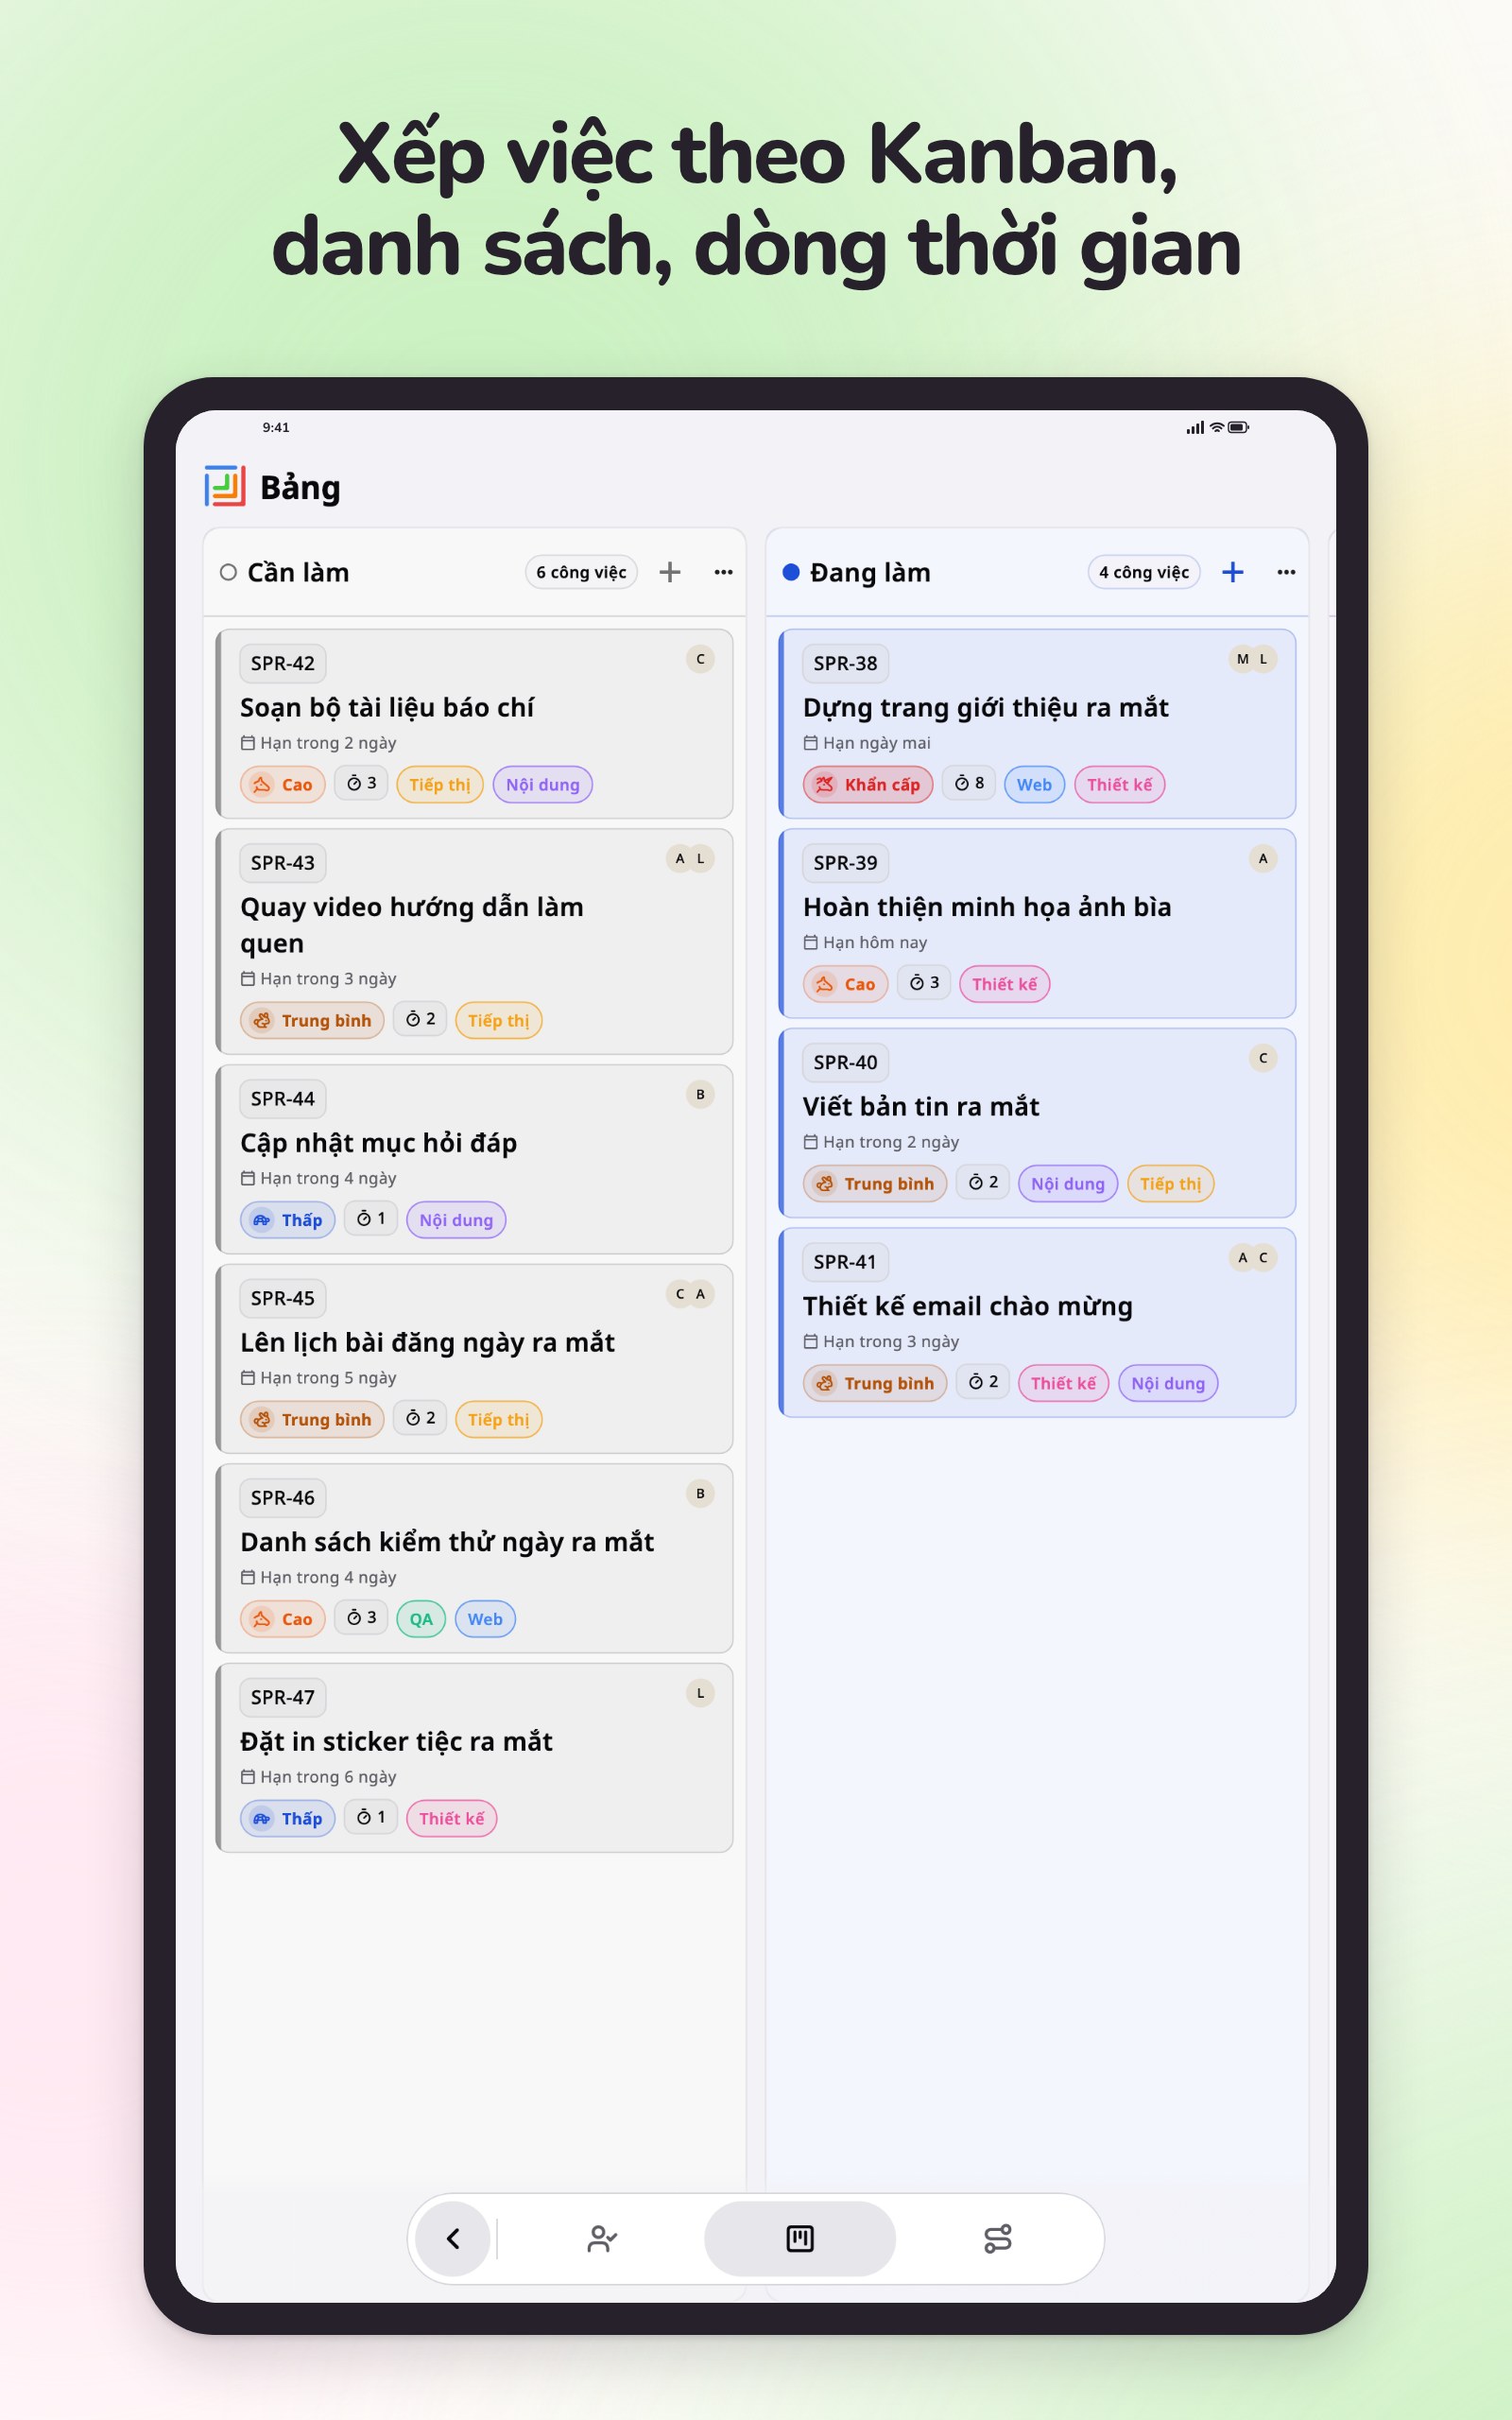 Xếp việc theo Kanban,
danh sách, dòng thời gian
9:41
Bảng
Cần làm
6 công việc
SPR-42
C
Soạn bộ tài liệu báo chí
Hạn trong 2 ngày
Cao
3
Tiếp thị
Nội dung
SPR-43
A L
Quay video hướng dẫn làm
quen
Hạn trong 3 ngày
Trung bình
2
Tiếp thị
SPR-44
B
Cập nhật mục hỏi đáp
Hạn trong 4 ngày
Thấp
1
Nội dung
SPR-45
C A
Lên lịch bài đăng ngày ra mắt
Hạn trong 5 ngày
Trung bình
2
Tiếp thị
SPR-46
B
Danh sách kiểm thử ngày ra mắt
Hạn trong 4 ngày
Cao
3
QA
Web
SPR-47
L
Đặt in sticker tiệc ra mắt
Hạn trong 6 ngày
Thấp
1
Thiết kế
Đang làm
4 công việc
SPR-38
M L
Dựng trang giới thiệu ra mắt
Hạn ngày mai
Khẩn cấp
8
Web
Thiết kế
SPR-39
A
Hoàn thiện minh họa ảnh bìa
Hạn hôm nay
Cao
3
Thiết kế
SPR-40
C
Viết bản tin ra mắt
Hạn trong 2 ngày
Trung bình
2
Nội dung
Tiếp thị
SPR-41
A C
Thiết kế email chào mừng
Hạn trong 3 ngày
Trung bình
2
Thiết kế
Nội dung